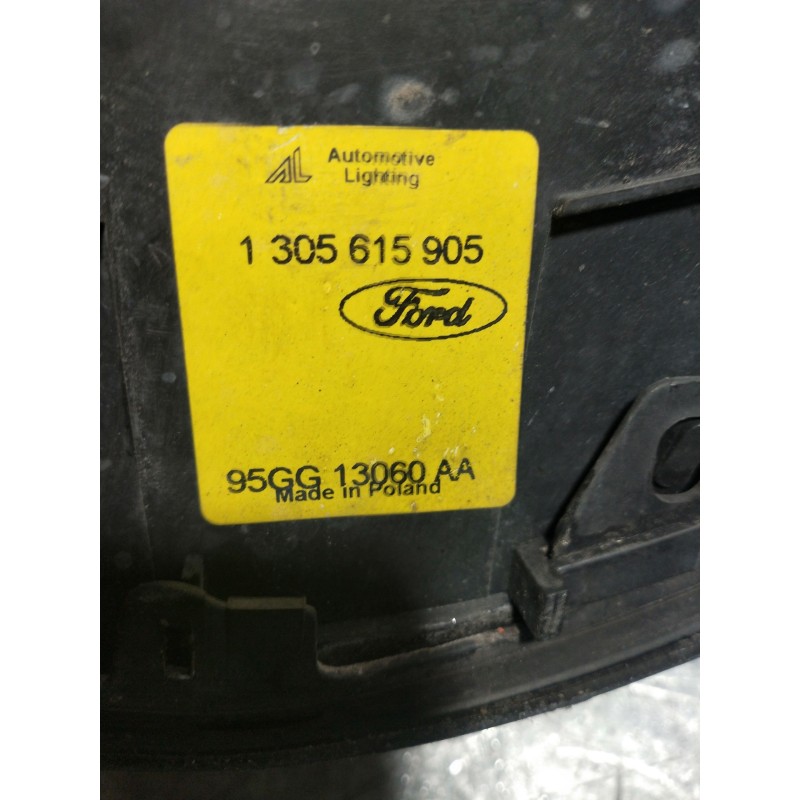 AL Automotive
Lighting
1 305 615 905
Ford
95GG 13060 AA
Made in Poland